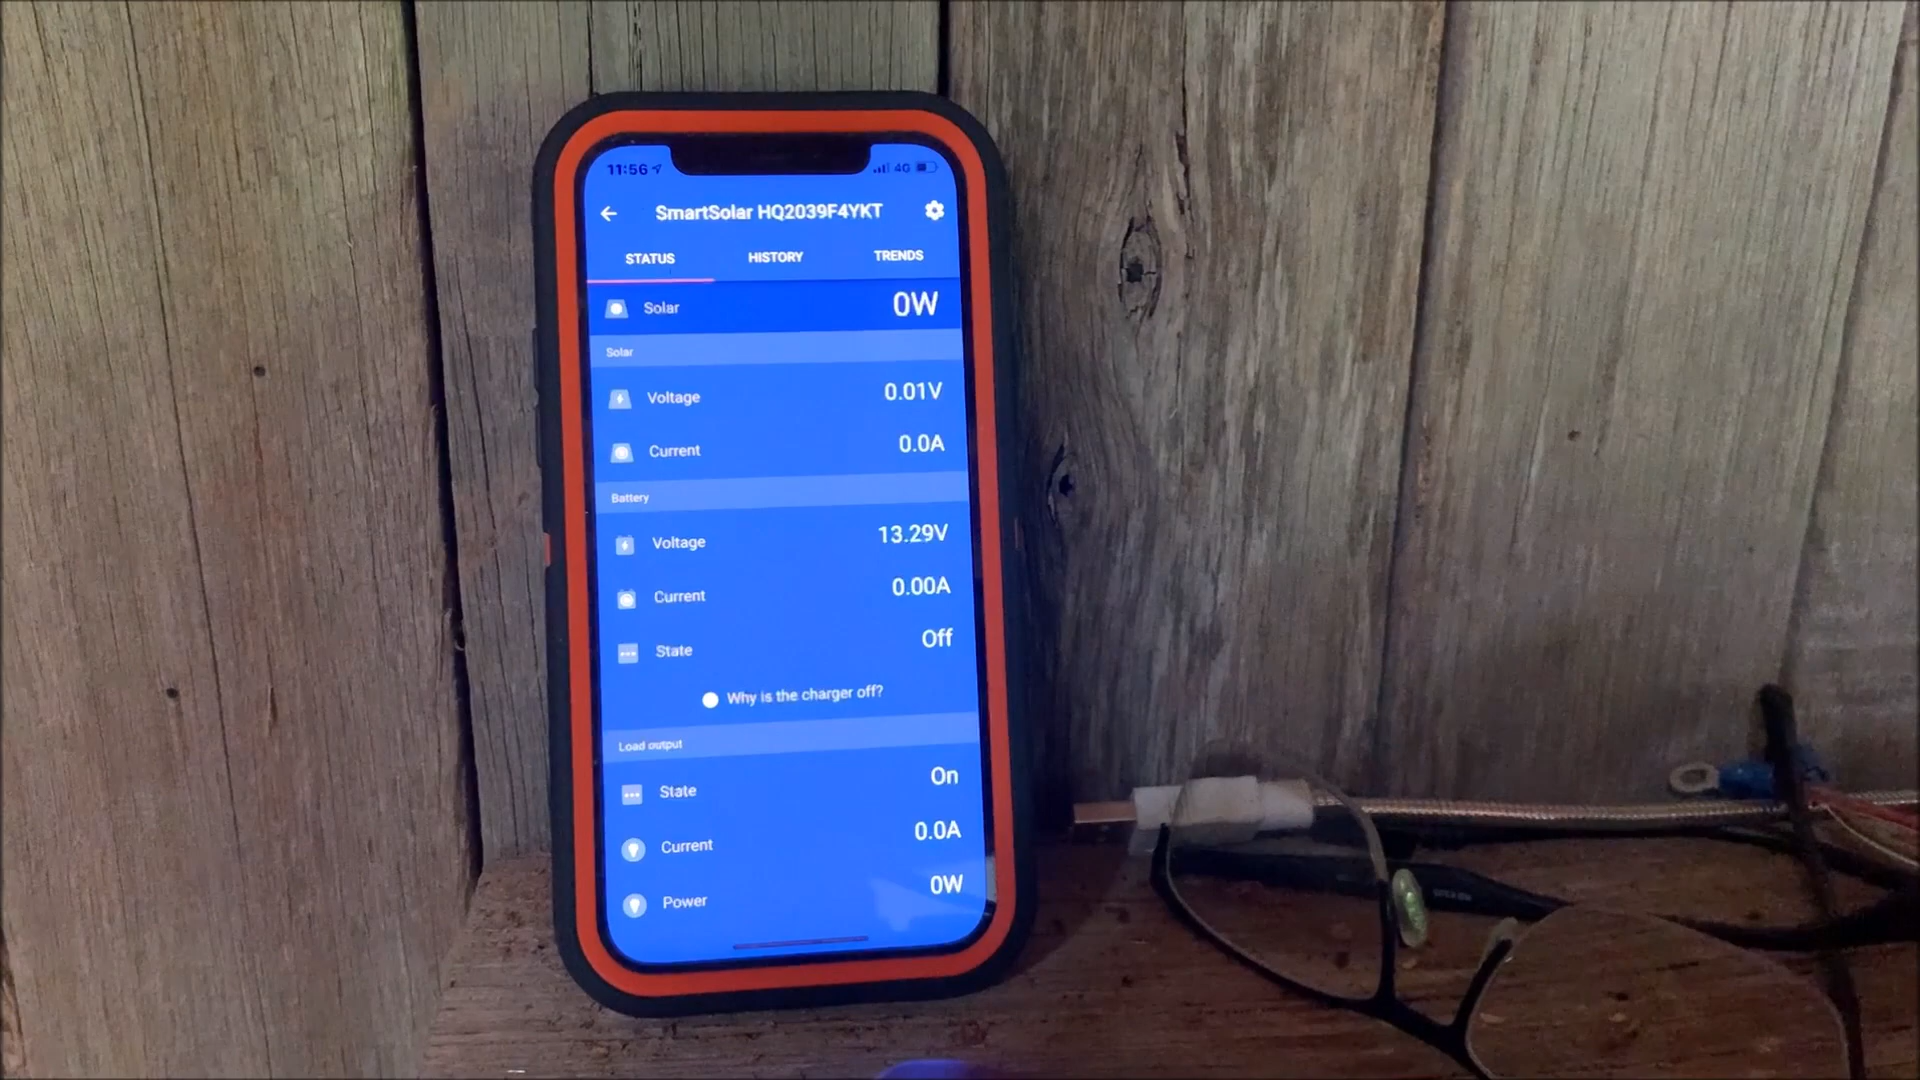 11:56
4G
SmartSolar HQ2039F4YKT
STATUS HISTORY TRENDS
Solar 0W
Solar
Voltage 0.01V
Current 0.0A
Battery
Voltage 13.29V
Current 0.00A
State Off
Why is the charger off?
Load output
State On
Current 0.0A
Power 0W